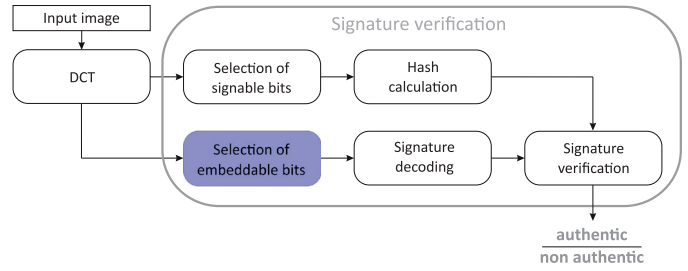 Input image
Signature verification
DCT
Selection of
signable bits
Hash
calculation
Selection of
embeddable bits
Signature
decoding
Signature
verification
authentic
non authentic